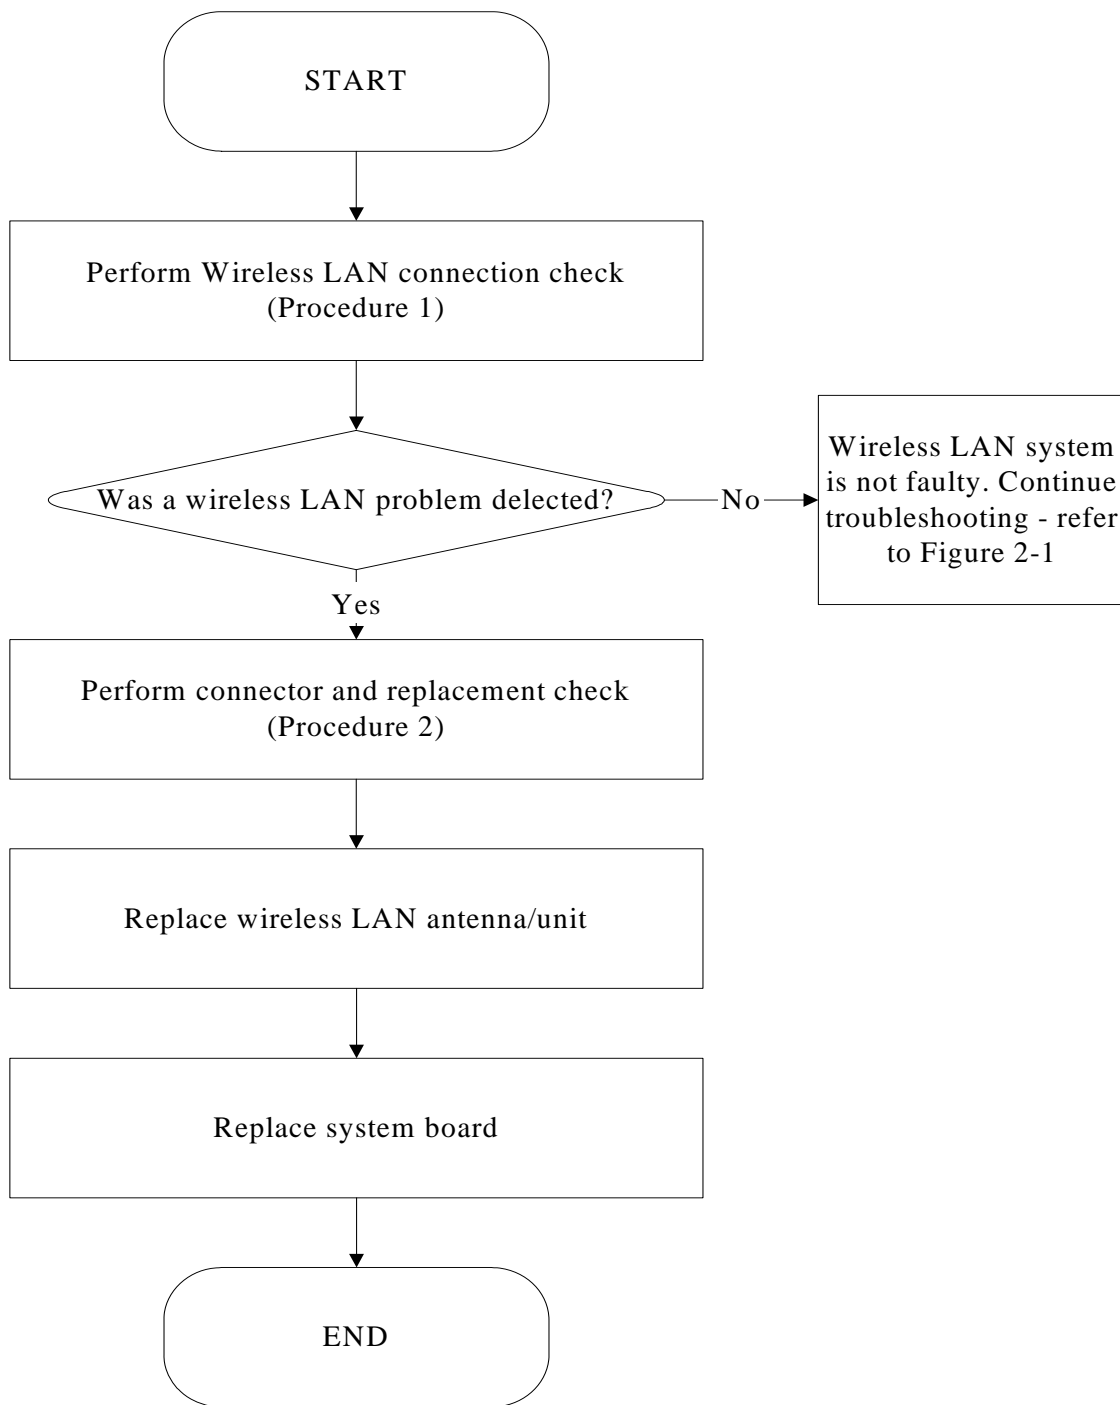 START
Perform Wireless LAN connection check
(Procedure 1)
Was a wireless LAN problem delected?
No
Wireless LAN system
is not faulty. Continue
troubleshooting - refer
to Figure 2-1
Yes
Perform connector and replacement check
(Procedure 2)
Replace wireless LAN antenna/unit
Replace system board
END